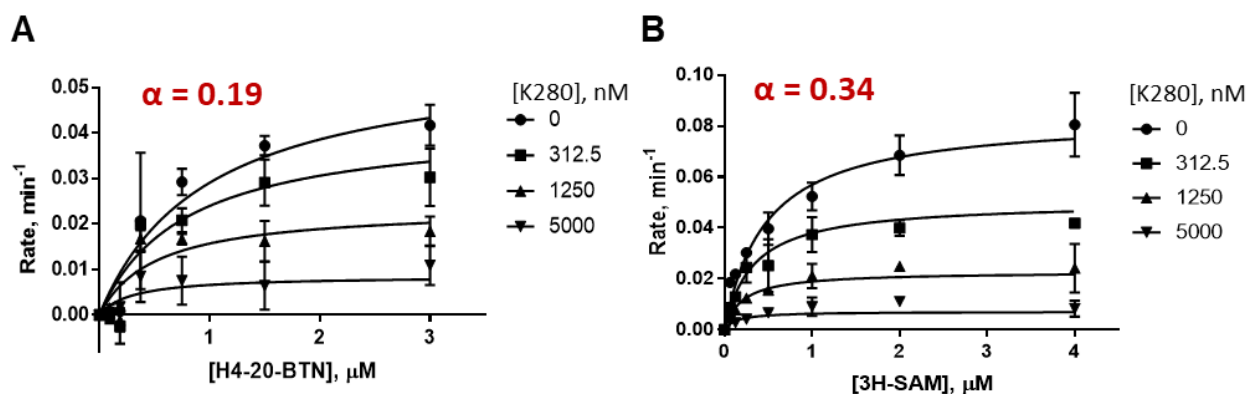 A
α = 0.19
[K280], nM
0
312.5
1250
5000
0.05
0.04
0.03
0.02
0.01
0.00
Rate, min-1
1
2
3
[H4-20-BTN], μM
B
α = 0.34
[K280], nM
0
312.5
1250
5000
0.10
0.08
0.06
0.04
0.02
0.00
Rate, min-1
0
1
2
3
4
[3H-SAM], μM